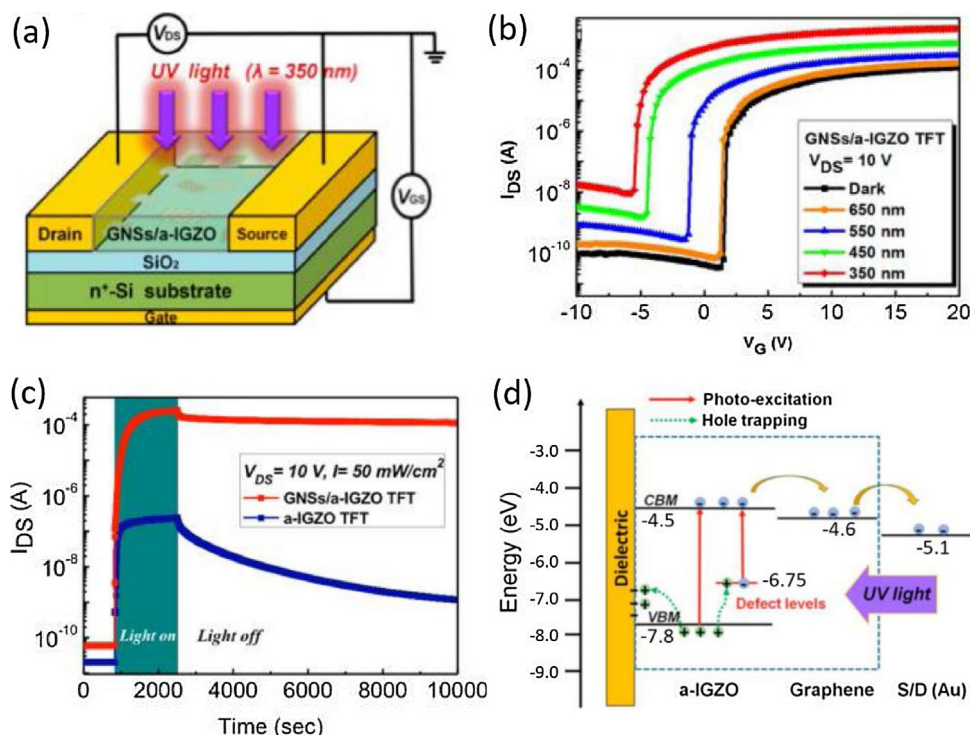 (a)
V_DS
UV light (λ = 350 nm)
V_GS
Drain
GNSs/a-IGZO
Source
SiO₂
n⁺-Si substrate
Gate
(b)
I_DS (A)
10⁻⁴
10⁻⁶
10⁻⁸
10⁻¹⁰
GNSs/a-IGZO TFT
V_DS= 10 V
Dark
650 nm
550 nm
450 nm
350 nm
-10 -5 0 5 10 15 20
V_G (V)
(c)
I_DS (A)
10⁻⁴
10⁻⁶
10⁻⁸
10⁻¹⁰
V_DS= 10 V, I= 50 mW/cm²
GNSs/a-IGZO TFT
a-IGZO TFT
Light on Light off
0 2000 4000 6000 8000 10000
Time (sec)
(d)
Photo-excitation
Hole trapping
Energy (eV)
-3.0
-4.0
-5.0
-6.0
-7.0
-8.0
-9.0
Dielectric
CBM
-4.5
-4.6
-5.1
-6.75
Defect levels
UV light
VBM
-7.8
a-IGZO Graphene S/D (Au)